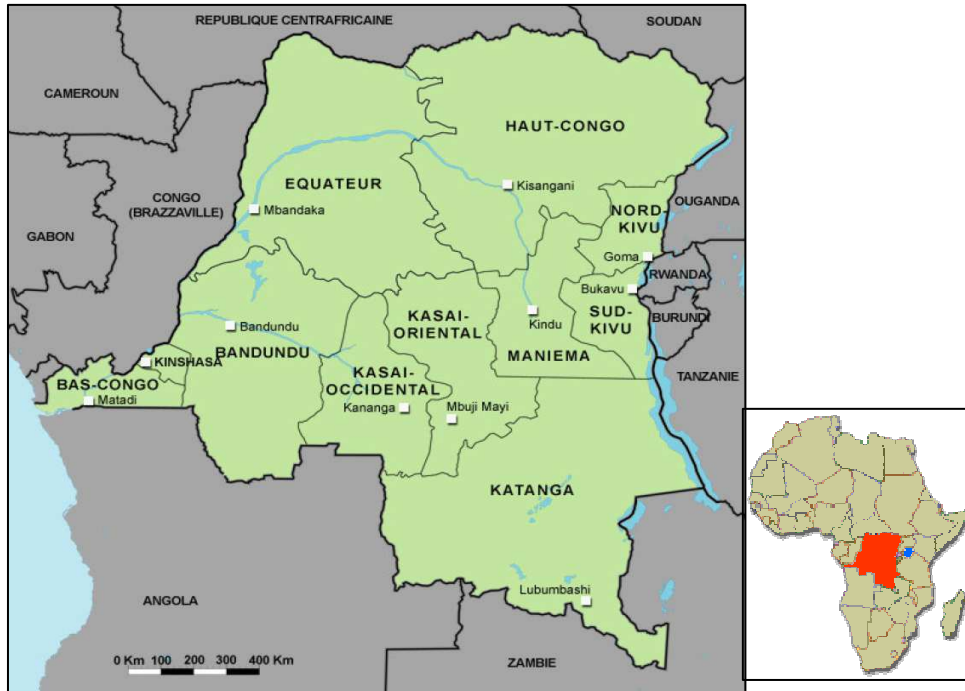 REPUBLIQUE CENTRAFRICAINE
SOUDAN
CAMEROUN
HAUT-CONGO
EQUATEUR
Kisangani
CONGO
(BRAZZAVILLE)
Mbandaka
NORD-
KIVU
OUGANDA
GABON
Goma
RWANDA
Bukavu
KASAI-
ORIENTAL
Kindu
SUD-
KIVU
BURUNDI
Bandundu
BANDUNDU
MANIEMA
KINSHASA
KASAI-
OCCIDENTAL
TANZANIE
BAS-CONGO
Matadi
Kananga
Mbuji Mayi
KATANGA
Lubumbashi
ANGOLA
0 Km 100 200 300 400 Km
ZAMBIE